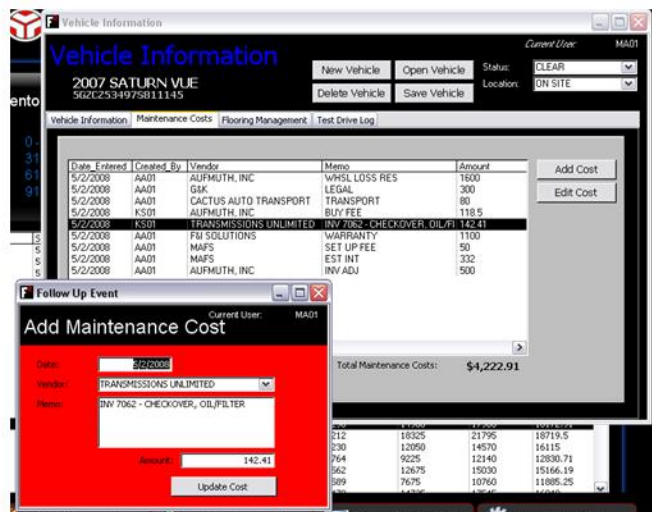 Vehicle Information
Current User: MA01
Vehicle Information
2007 SATURN VUE
5GZCZ53497S811145
New Vehicle Open Vehicle Status: CLEAR
Delete Vehicle Save Vehicle Location: ON SITE
ento
Vehicle Information Maintenance Costs Flooring Management Test Drive Log
0 -
31
61
91
Date_Entered Created_By Vendor Memo Amount
5/2/2008 AA01 AUFMUTH, INC WHSL LOSS RES 1600
5/2/2008 AA01 G&K LEGAL 300
5/2/2008 AA01 CACTUS AUTO TRANSPORT TRANSPORT 80
5/2/2008 KS01 AUFMUTH, INC BUY FEE 118.5
5/2/2008 KS01 TRANSMISSIONS UNLIMITED INV 7062 - CHECKOVER, OIL/FI 142.41
5/2/2008 AA01 F&I SOLUTIONS WARRANTY 1100
5/2/2008 AA01 MAFS SET UP FEE 50
5/2/2008 AA01 MAFS EST INT 332
5/2/2008 AA01 AUFMUTH, INC INV ADJ 500
Add Cost
Edit Cost
Total Maintenance Costs: $4,222.91
Follow Up Event
Current User: MA01
Add Maintenance Cost
Date: 5/2/2008
Vendor: TRANSMISSIONS UNLIMITED
Memo: INV 7062 - CHECKOVER, OIL/FILTER
Amount: 142.41
Update Cost
212 18325 21795 18719.5
230 12050 14570 16115
764 9225 12140 12830.71
562 12675 15030 15166.19
589 7675 10760 11885.25